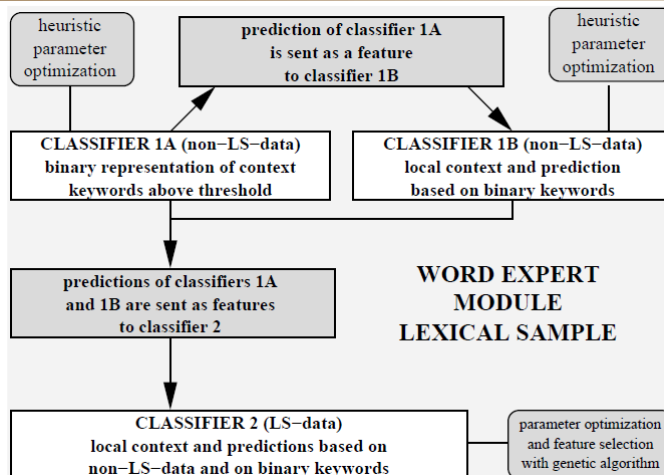 heuristic
parameter
optimization
prediction of classifier 1A
is sent as a feature
to classifier 1B
heuristic
parameter
optimization
CLASSIFIER 1A (non−LS−data)
binary representation of context
keywords above threshold
CLASSIFIER 1B (non−LS−data)
local context and prediction
based on binary keywords
predictions of classifiers 1A
and 1B are sent as features
to classifier 2
WORD EXPERT
MODULE
LEXICAL SAMPLE
CLASSIFIER 2 (LS−data)
local context and predictions based on
non−LS−data and on binary keywords
parameter optimization
and feature selection
with genetic algorithm